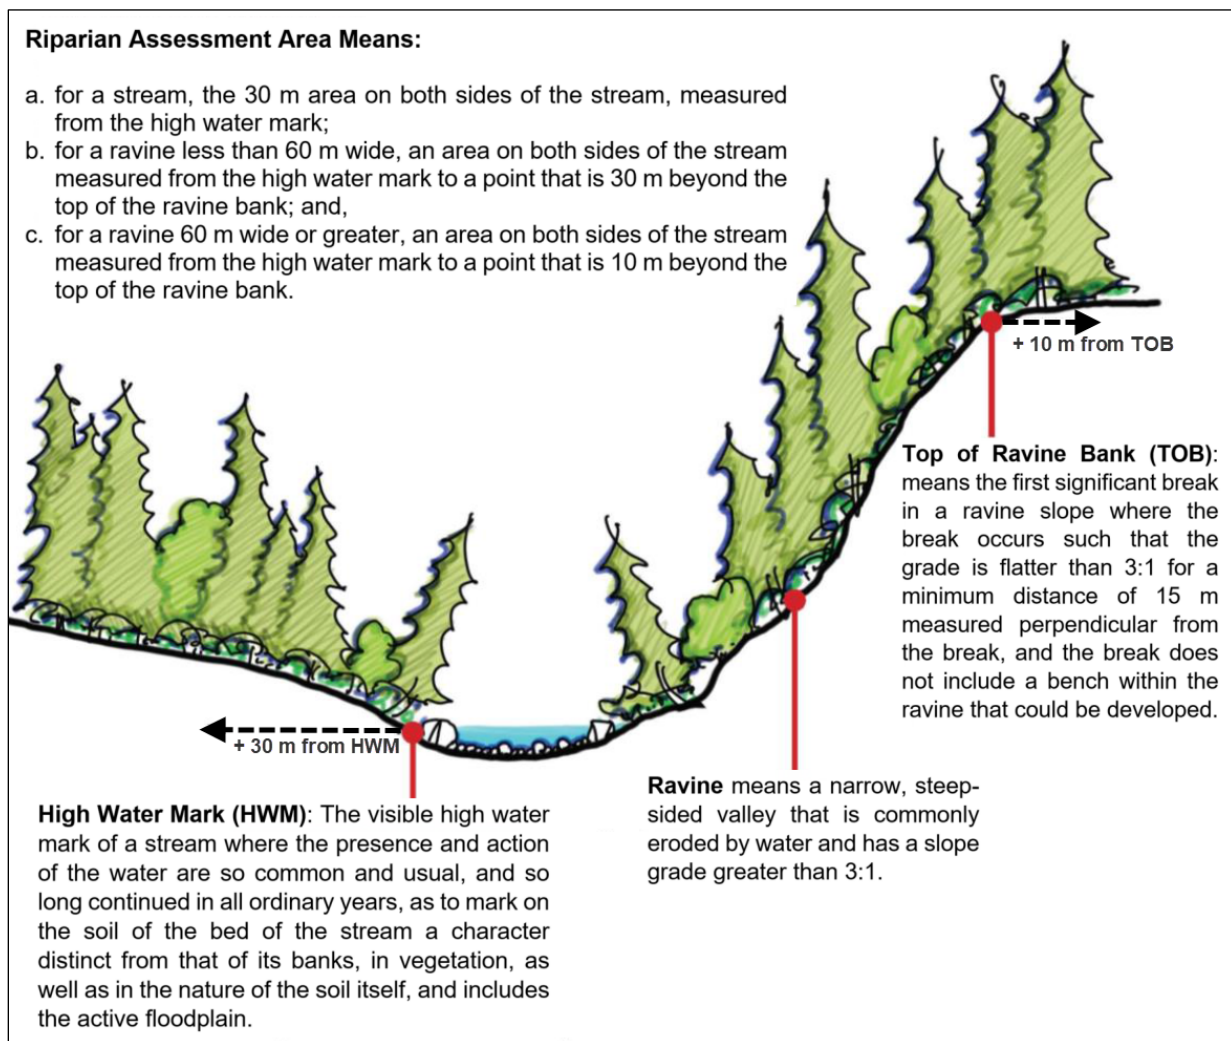 Riparian Assessment Area Means:
a. for a stream, the 30 m area on both sides of the stream, measured
from the high water mark;
b. for a ravine less than 60 m wide, an area on both sides of the stream
measured from the high water mark to a point that is 30 m beyond the
top of the ravine bank; and,
c. for a ravine 60 m wide or greater, an area on both sides of the stream
measured from the high water mark to a point that is 10 m beyond the
top of the ravine bank.
+ 10 m from TOB
Top of Ravine Bank (TOB):
means the first significant break
in a ravine slope where the
break occurs such that the
grade is flatter than 3:1 for a
minimum distance of 15 m
measured perpendicular from
the break, and the break does
not include a bench within the
ravine that could be developed.
+ 30 m from HWM
Ravine means a narrow, steep-
sided valley that is commonly
eroded by water and has a slope
grade greater than 3:1.
High Water Mark (HWM): The visible high water
mark of a stream where the presence and action
of the water are so common and usual, and so
long continued in all ordinary years, as to mark on
the soil of the bed of the stream a character
distinct from that of its banks, in vegetation, as
well as in the nature of the soil itself, and includes
the active floodplain.